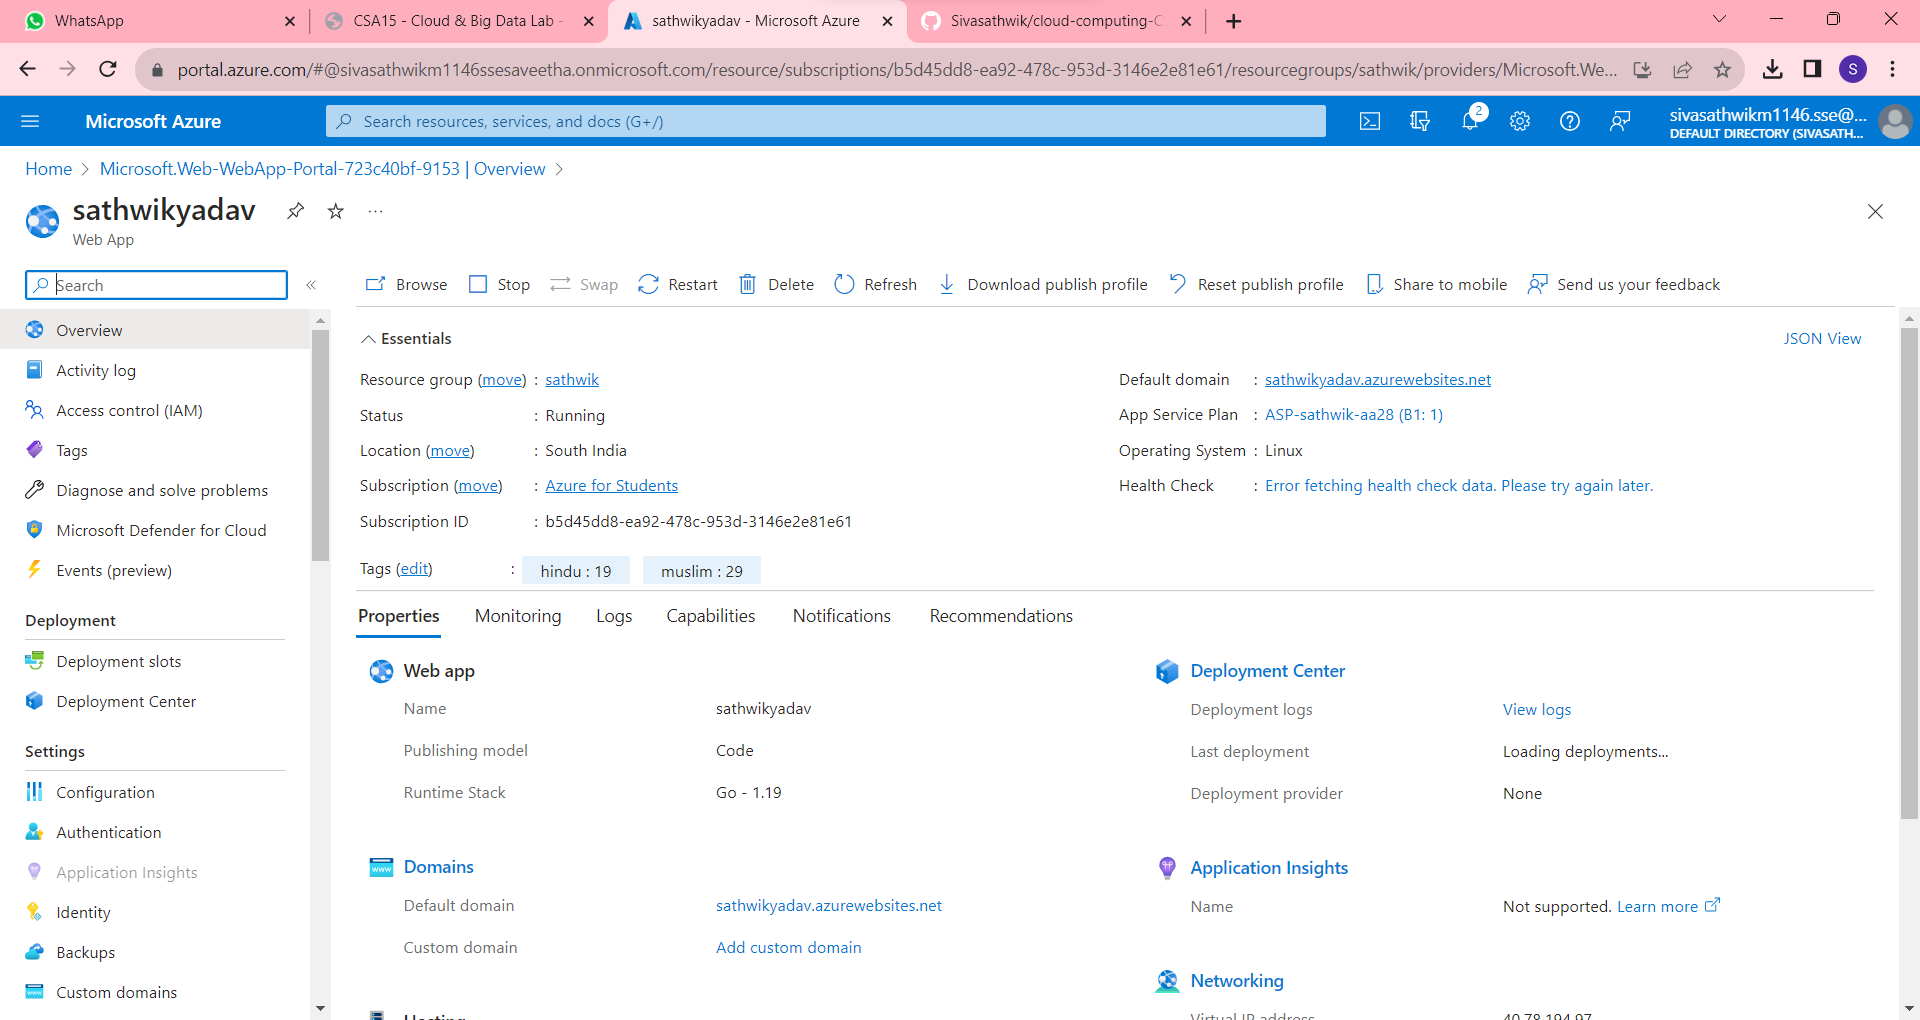 WhatsApp
CSA15 - Cloud & Big Data Lab -
sathwikyadav - Microsoft Azure
Sivasathwik/cloud-computing-C
portal.azure.com/#@sivasathwikm1146ssesaveetha.onmicrosoft.com/resource/subscriptions/b5d45dd8-ea92-478c-953d-3146e2e81e61/resourcegroups/sathwik/providers/Microsoft.We...
S
Microsoft Azure
Search resources, services, and docs (G+/)
2
sivasathwikm1146.sse@...
DEFAULT DIRECTORY (SIVASATH...
Home > Microsoft.Web-WebApp-Portal-723c40bf-9153 | Overview >
sathwikyadav
Web App
Search
Browse Stop Swap Restart Delete Refresh Download publish profile Reset publish profile Share to mobile Send us your feedback
Overview
Activity log
Access control (IAM)
Tags
Diagnose and solve problems
Microsoft Defender for Cloud
Events (preview)
Deployment
Deployment slots
Deployment Center
Settings
Configuration
Authentication
Application Insights
Identity
Backups
Custom domains
Essentials
JSON View
Resource group (move) : sathwik
Status : Running
Location (move) : South India
Subscription (move) : Azure for Students
Subscription ID : b5d45dd8-ea92-478c-953d-3146e2e81e61
Default domain : sathwikyadav.azurewebsites.net
App Service Plan : ASP-sathwik-aa28 (B1: 1)
Operating System : Linux
Health Check : Error fetching health check data. Please try again later.
Tags (edit) : hindu : 19 muslim : 29
Properties Monitoring Logs Capabilities Notifications Recommendations
Web app
Name sathwikyadav
Publishing model Code
Runtime Stack Go - 1.19
Domains
Default domain sathwikyadav.azurewebsites.net
Custom domain Add custom domain
Hosting
Deployment Center
Deployment logs View logs
Last deployment Loading deployments...
Deployment provider None
Application Insights
Name Not supported. Learn more
Networking
Virtual IP address 40.78.194.97